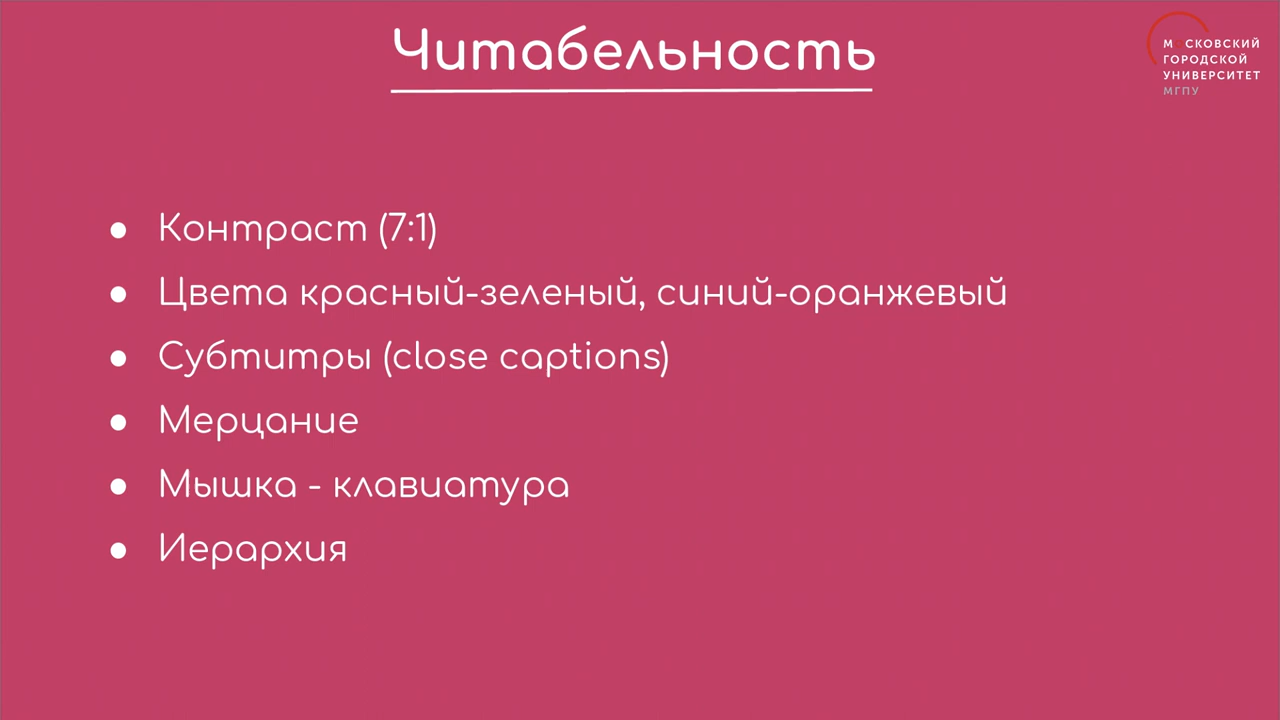 Читабельность
МОСКОВСКИЙ
ГОРОДСКОЙ
УНИВЕРСИТЕТ
МГПУ
● Контраст (7:1)
● Цвета красный-зеленый, синий-оранжевый
● Субтитры (close captions)
● Мерцание
● Мышка - клавиатура
● Иерархия